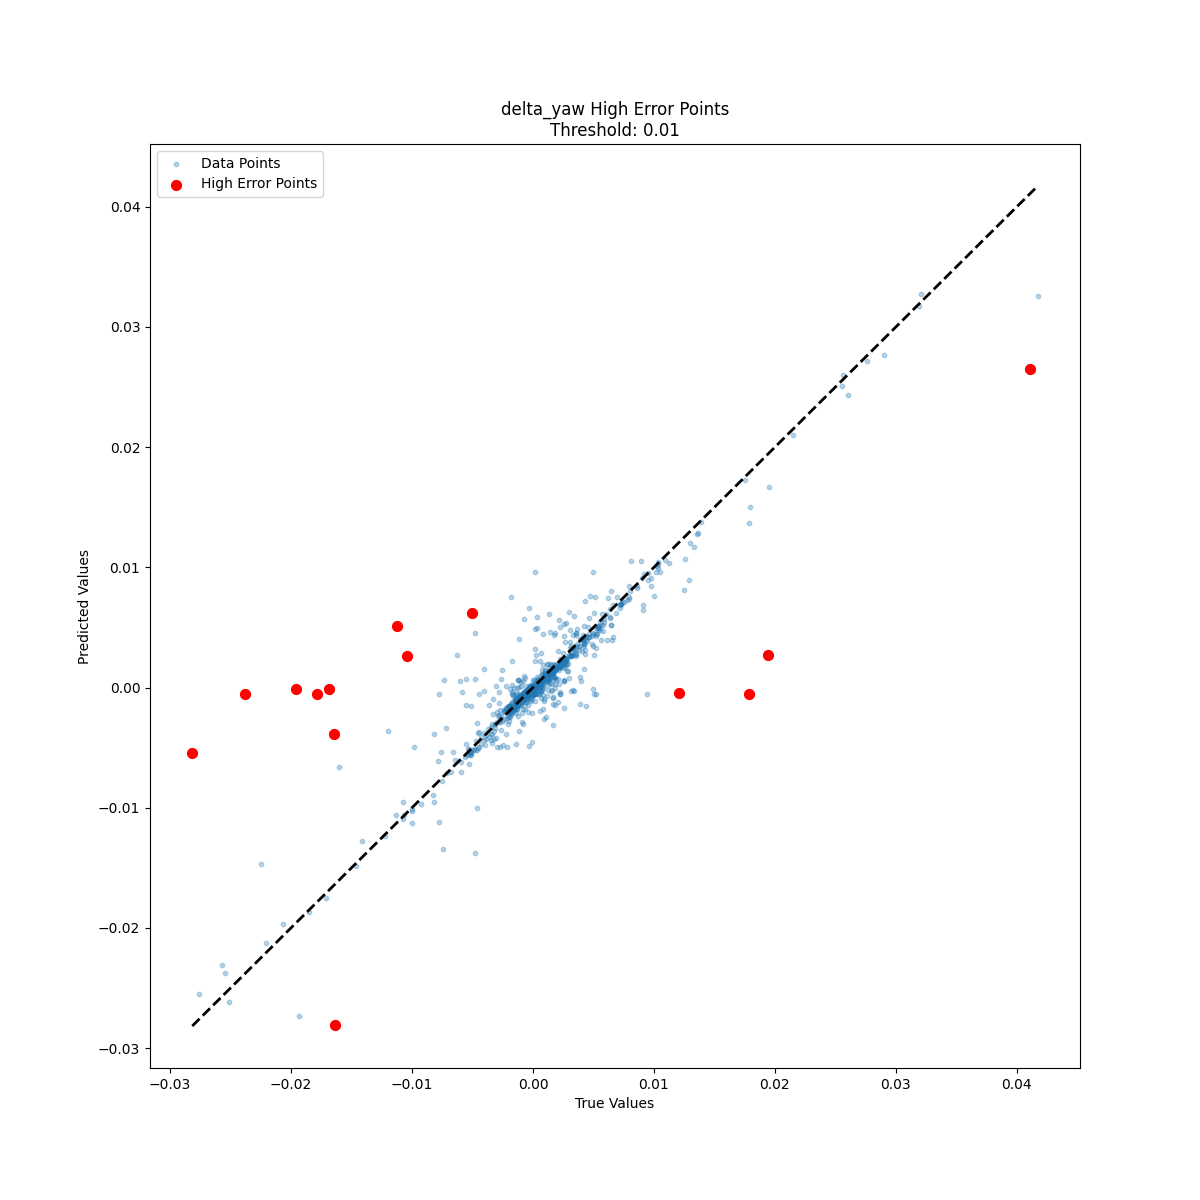 delta_yaw High Error Points
Threshold: 0.01
Data Points
High Error Points
0.04
0.03
0.02
0.01
0.00
−0.01
−0.02
−0.03
Predicted Values
−0.03
−0.02
−0.01
0.00
0.01
0.02
0.03
0.04
True Values